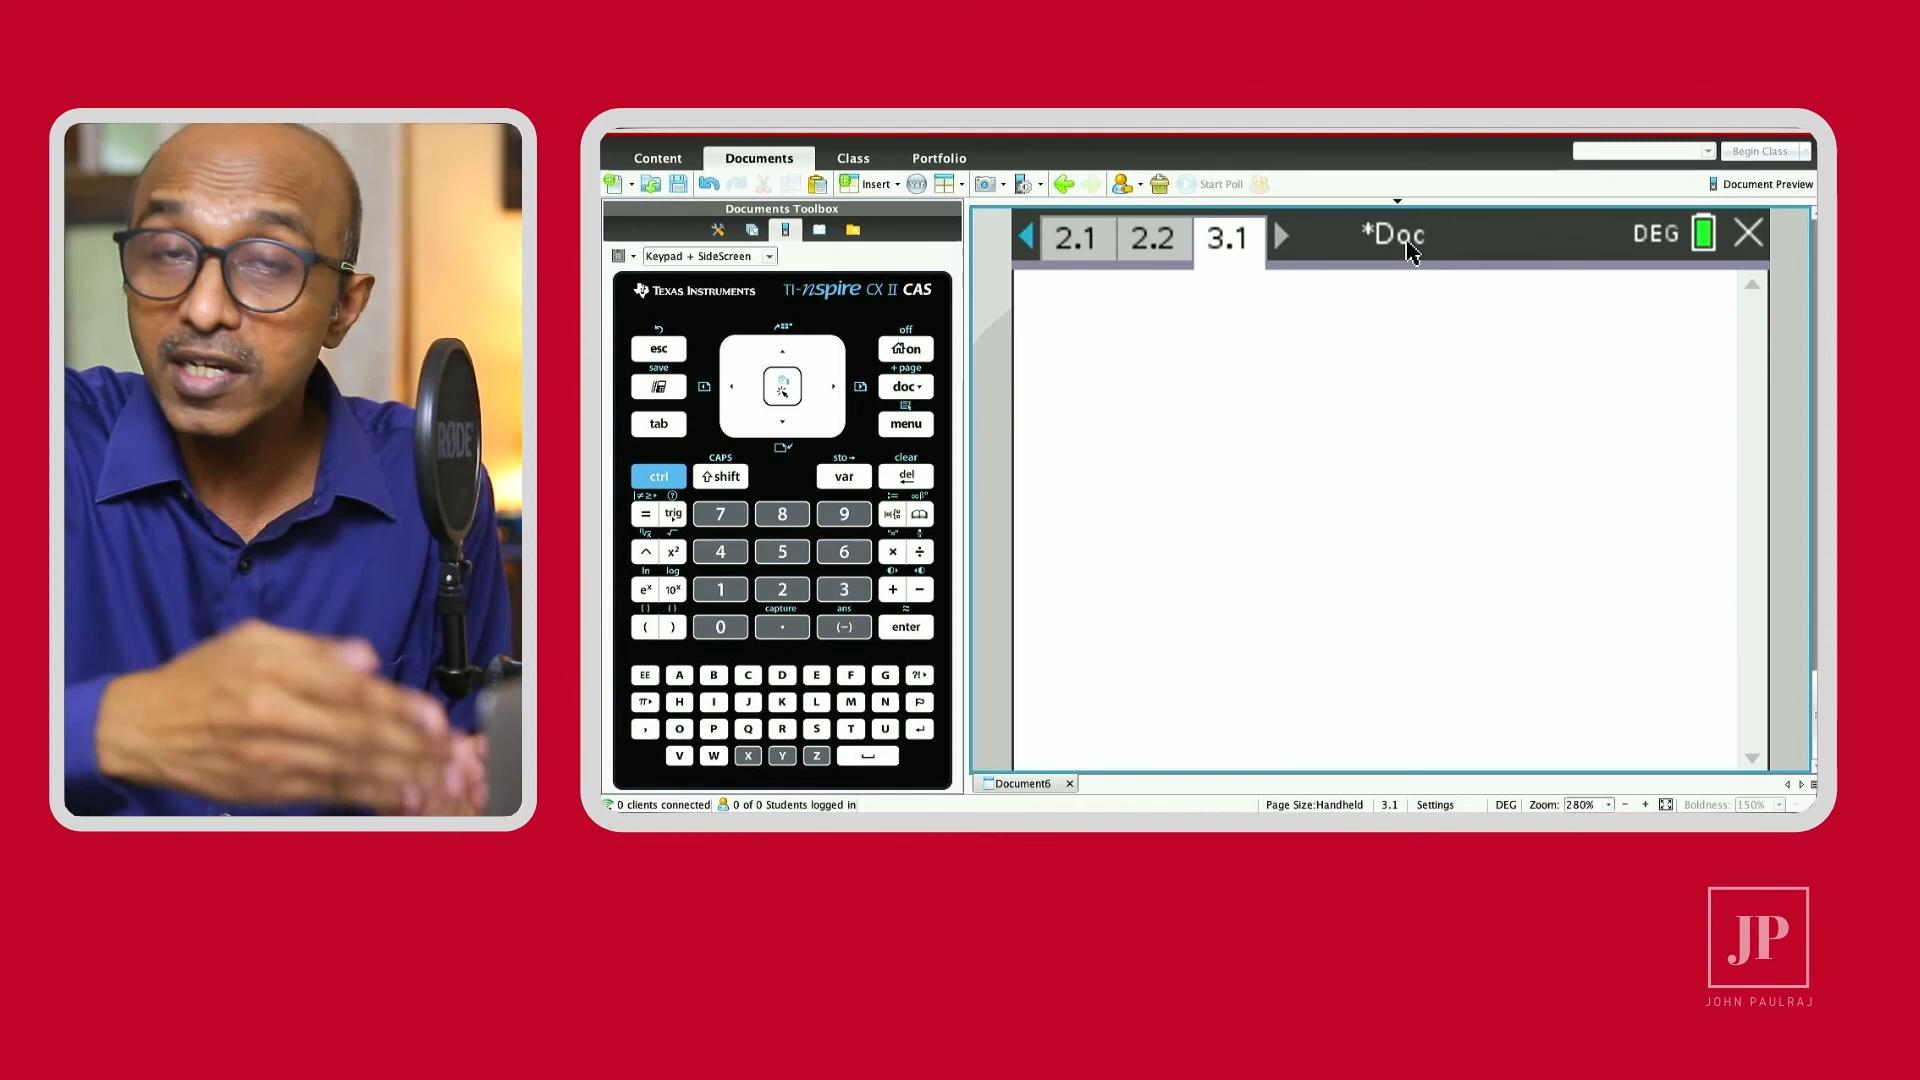 Content Documents Class Portfolio
Begin Class
Insert
var
Start Poll
Document Preview
Documents Toolbox
Keypad + SideScreen
2.1 2.2 3.1 *Doc DEG
TEXAS INSTRUMENTS TI-nspire CX II CAS
off
esc on
save + page
doc
tab menu
CAPS sto→ clear
ctrl shift var del
= trig 7 8 9
^ x² 4 5 6 × ÷
ln log
eˣ 10ˣ 1 2 3 + −
[ ] { } capture ans ≈
( ) 0 . (−) enter
EE A B C D E F G ?!▸
π▸ H I J K L M N
, O P Q R S T U
V W X Y Z
RØDE
Document6
0 clients connected 0 of 0 Students logged in Page Size:Handheld 3.1 Settings DEG Zoom: 280% − + Boldness: 150%
JP
JOHN PAULRAJ